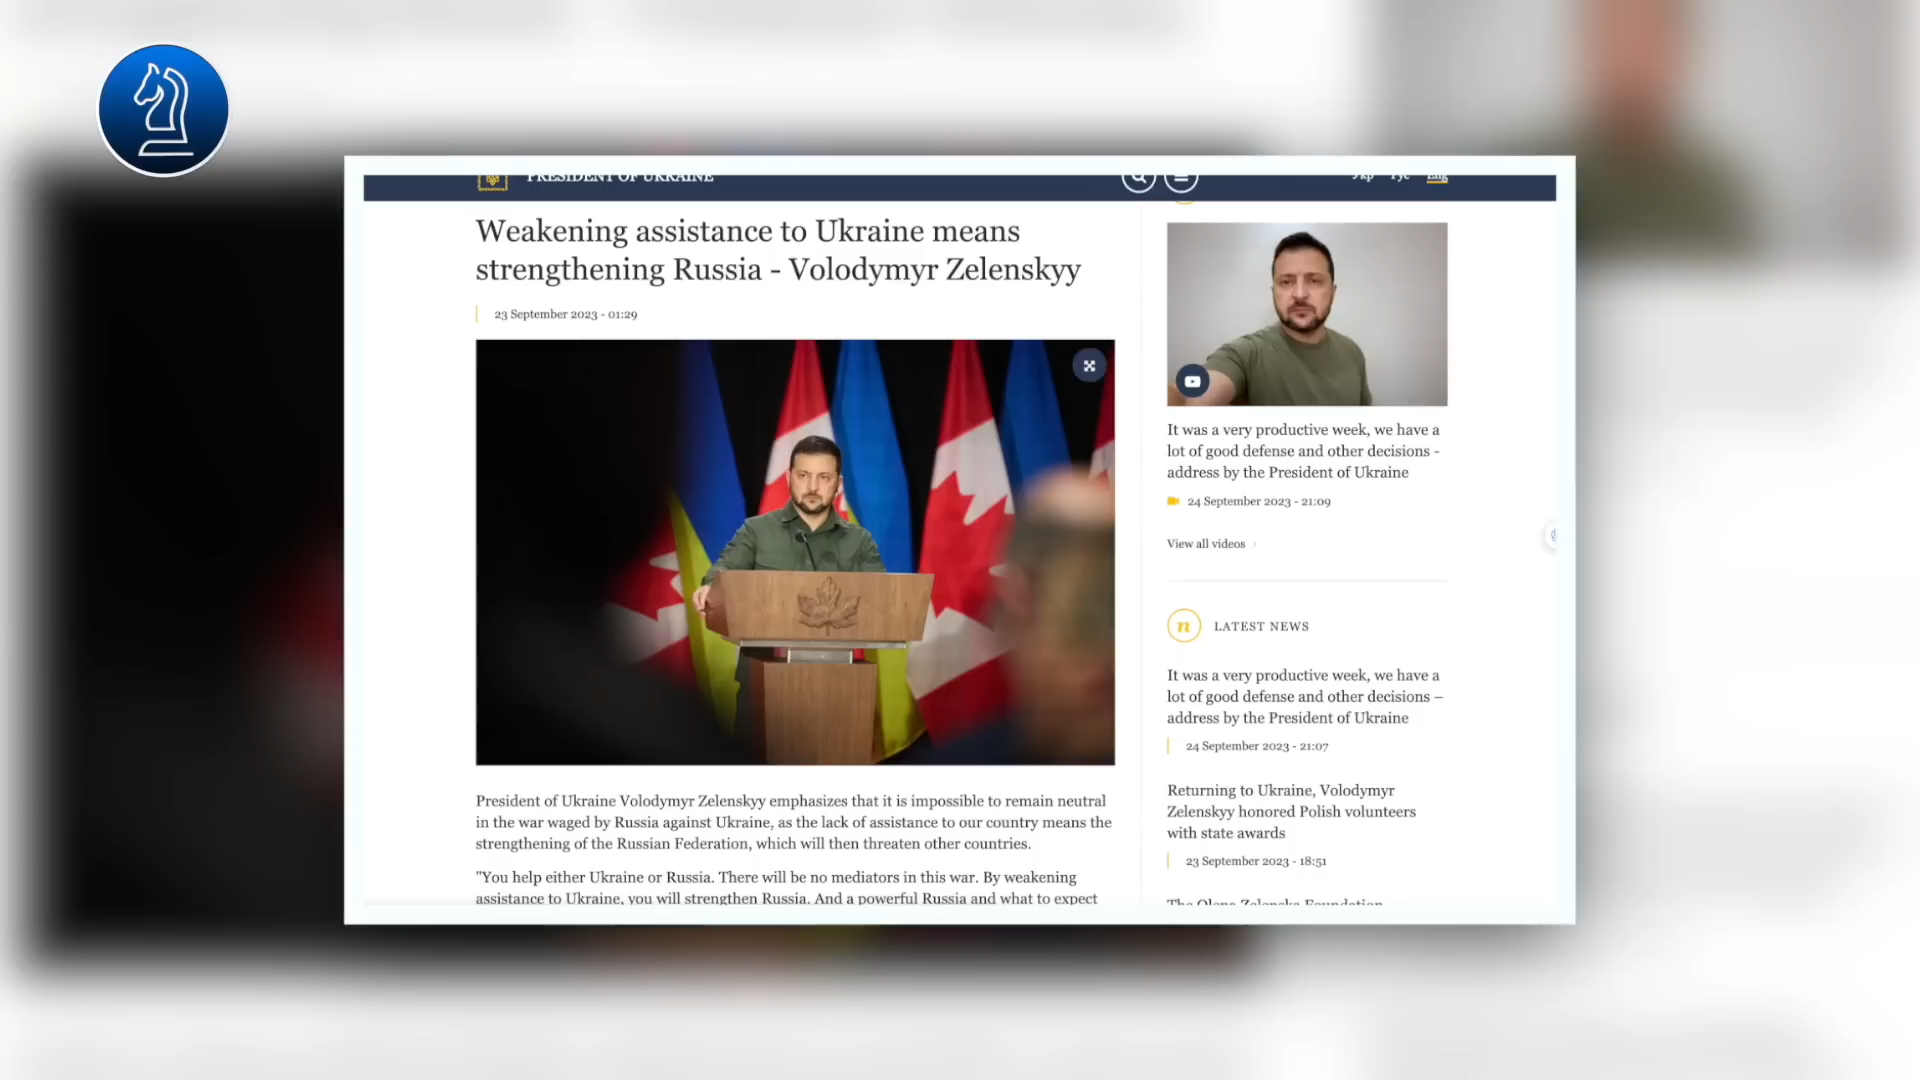 PRESIDENT OF UKRAINE
Укр Рус Eng
Weakening assistance to Ukraine means
strengthening Russia - Volodymyr Zelenskyy
23 September 2023 - 01:29
President of Ukraine Volodymyr Zelenskyy emphasizes that it is impossible to remain neutral
in the war waged by Russia against Ukraine, as the lack of assistance to our country means the
strengthening of the Russian Federation, which will then threaten other countries.
"You help either Ukraine or Russia. There will be no mediators in this war. By weakening
assistance to Ukraine, you will strengthen Russia. And a powerful Russia and what to expect
It was a very productive week, we have a
lot of good defense and other decisions -
address by the President of Ukraine
24 September 2023 - 21:09
View all videos
n LATEST NEWS
It was a very productive week, we have a
lot of good defense and other decisions –
address by the President of Ukraine
24 September 2023 - 21:07
Returning to Ukraine, Volodymyr
Zelenskyy honored Polish volunteers
with state awards
23 September 2023 - 18:51
The Olena Zelenska Foundation